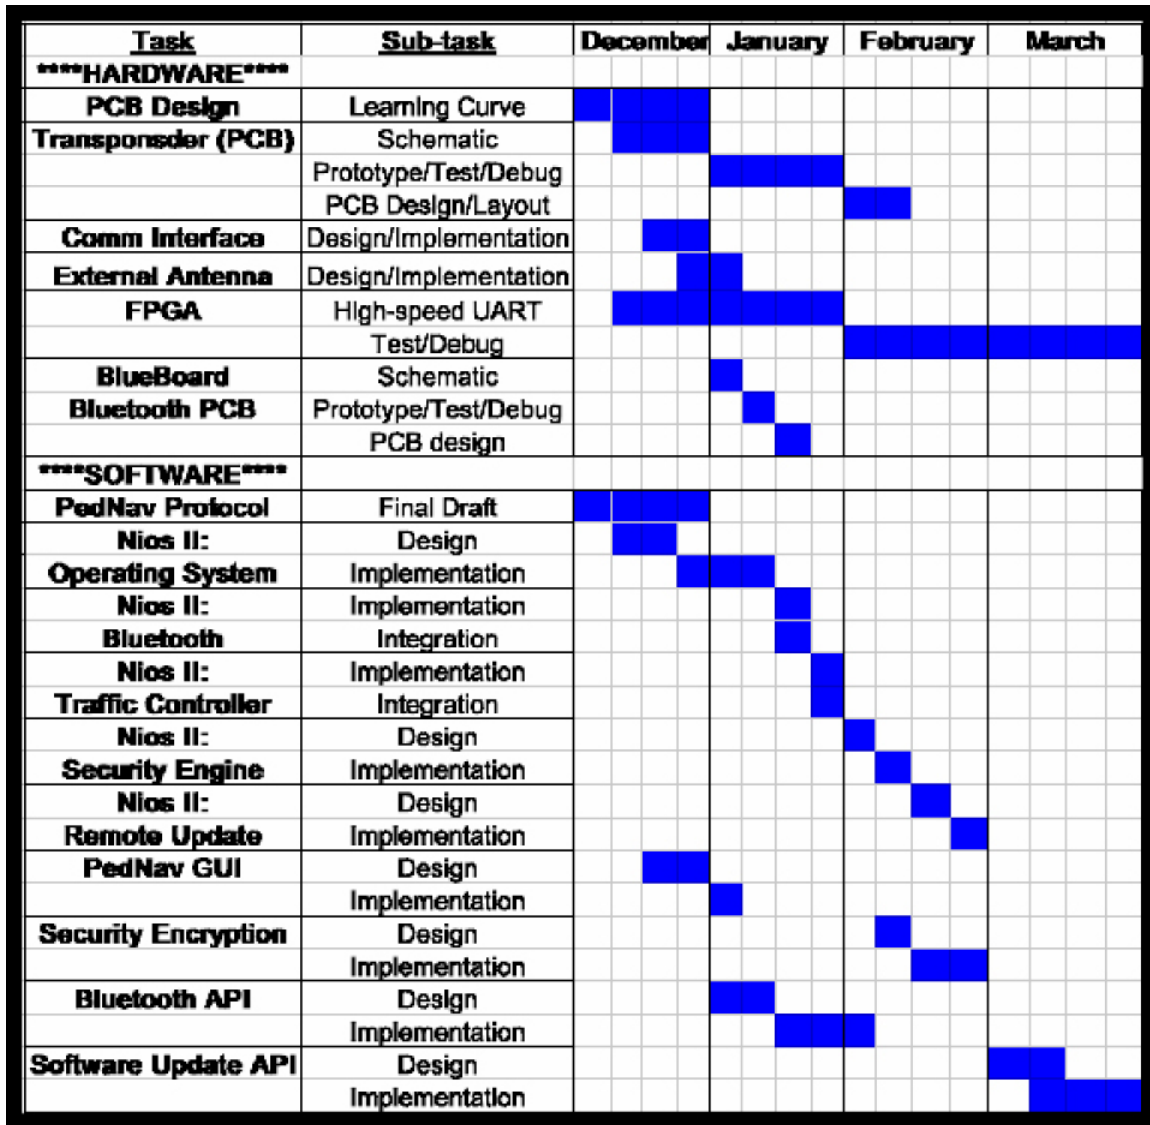 Task Sub-task December January February March
****HARDWARE****
PCB Design Learning Curve
Transponsder (PCB) Schematic
Prototype/Test/Debug
PCB Design/Layout
Comm Interface Design/Implementation
External Antenna Design/Implementation
FPGA High-speed UART
Test/Debug
BlueBoard Schematic
Bluetooth PCB Prototype/Test/Debug
PCB design
****SOFTWARE****
PedNav Protocol Final Draft
Nios II: Design
Operating System Implementation
Nios II: Implementation
Bluetooth Integration
Nios II: Implementation
Traffic Controller Integration
Nios II: Design
Security Engine Implementation
Nios II: Design
Remote Update Implementation
PedNav GUI Design
Implementation
Security Encryption Design
Implementation
Bluetooth API Design
Implementation
Software Update API Design
Implementation